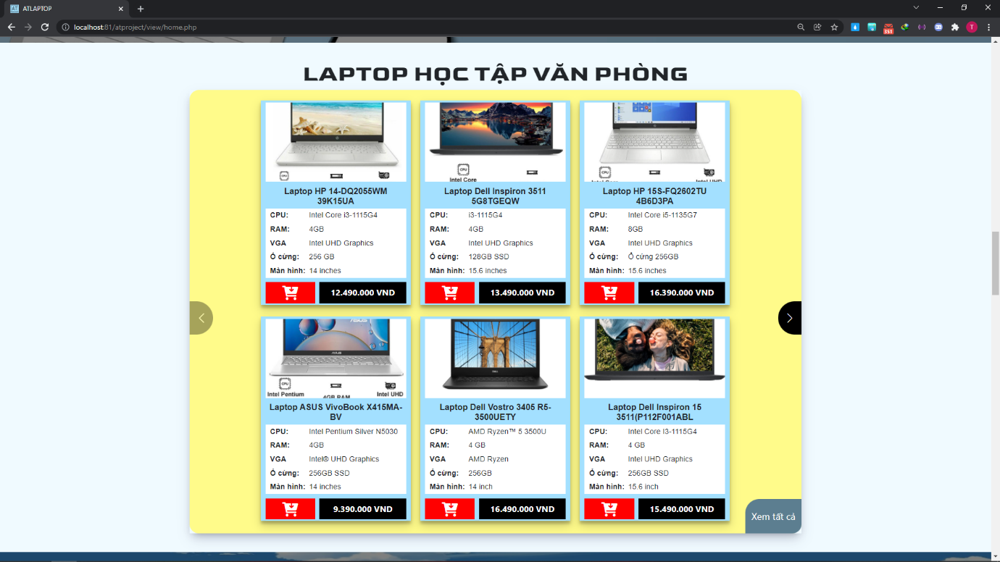 ATLAPTOP
localhost:81/atproject/view/home.php
351
T
LAPTOP HỌC TẬP VĂN PHÒNG
CPU
Intel Core
CPU
CPU
Intel UHD
Laptop HP 14-DQ2055WM
39K15UA
Laptop Dell Inspiron 3511
5G8TGEQW
Laptop HP 15S-FQ2602TU
4B6D3PA
CPU: Intel Core i3-1115G4
RAM: 4GB
VGA Intel UHD Graphics
Ổ cứng: 256 GB
Màn hình: 14 inches
CPU: i3-1115G4
RAM: 4GB
VGA Intel UHD Graphics
Ổ cứng: 128GB SSD
Màn hình: 15.6 inches
CPU: Intel Core i5-1135G7
RAM: 8GB
VGA Intel UHD Graphics
Ổ cứng: Ổ cứng 256GB
Màn hình: 15.6 inches
12.490.000 VND
13.490.000 VND
16.390.000 VND
ASUS
CPU
Intel Pentium
4GB RAM
Intel UHD
DELL
Laptop ASUS VivoBook X415MA-
BV
Laptop Dell Vostro 3405 R5-
3500UETY
Laptop Dell Inspiron 15
3511(P112F001ABL
CPU: Intel Pentium Silver N5030
RAM: 4GB
VGA Intel® UHD Graphics
Ổ cứng: 256GB SSD
Màn hình: 14 inches
CPU: AMD Ryzen™ 5 3500U
RAM: 4 GB
VGA AMD Ryzen
Ổ cứng: 256GB
Màn hình: 14 inch
CPU: Intel Core I3-1115G4
RAM: 4 GB
VGA Intel UHD Graphics
Ổ cứng: 256GB SSD
Màn hình: 15.6 inch
9.390.000 VND
16.490.000 VND
15.490.000 VND
Xem tất cả